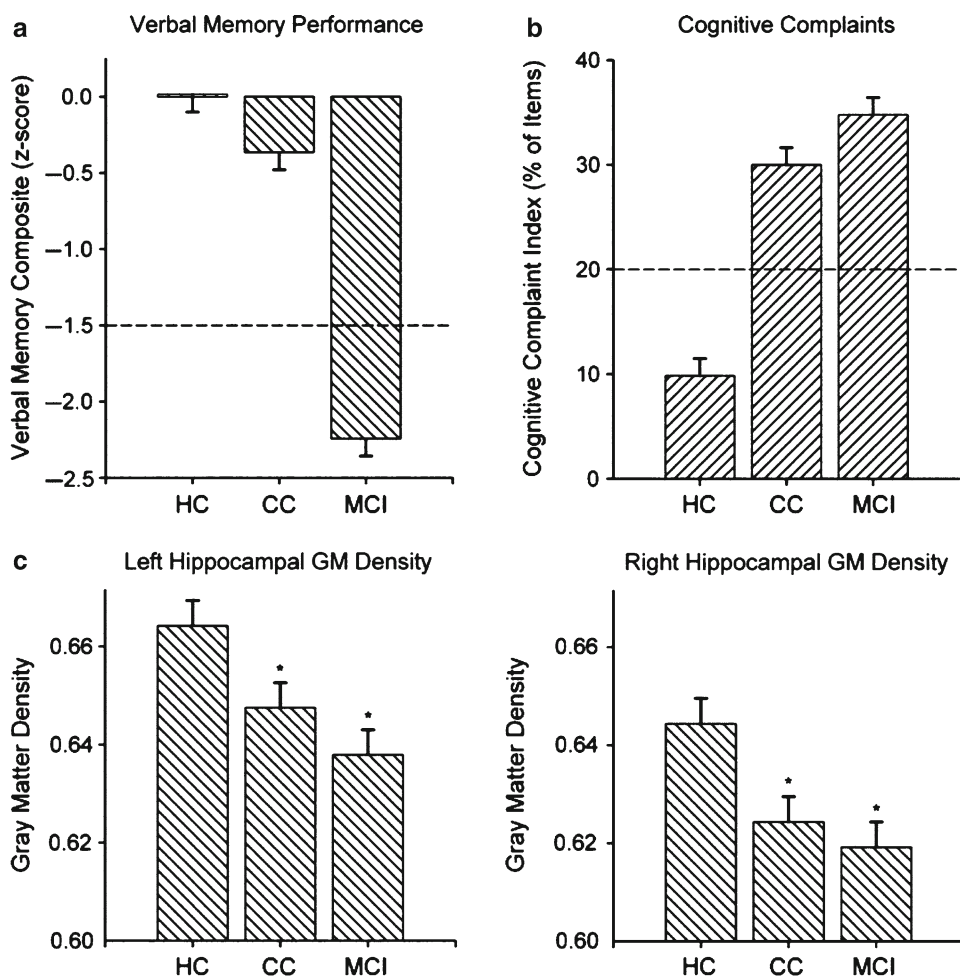 a
Verbal Memory Performance
Verbal Memory Composite (z-score)
0.0
−0.5
−1.0
−1.5
−2.0
−2.5
HC CC MCI
b
Cognitive Complaints
Cognitive Complaint Index (% of Items)
40
30
20
10
0
HC CC MCI
c
Left Hippocampal GM Density
Gray Matter Density
0.66
0.64
0.62
0.60
* *
HC CC MCI
Right Hippocampal GM Density
Gray Matter Density
0.66
0.64
0.62
0.60
* *
HC CC MCI